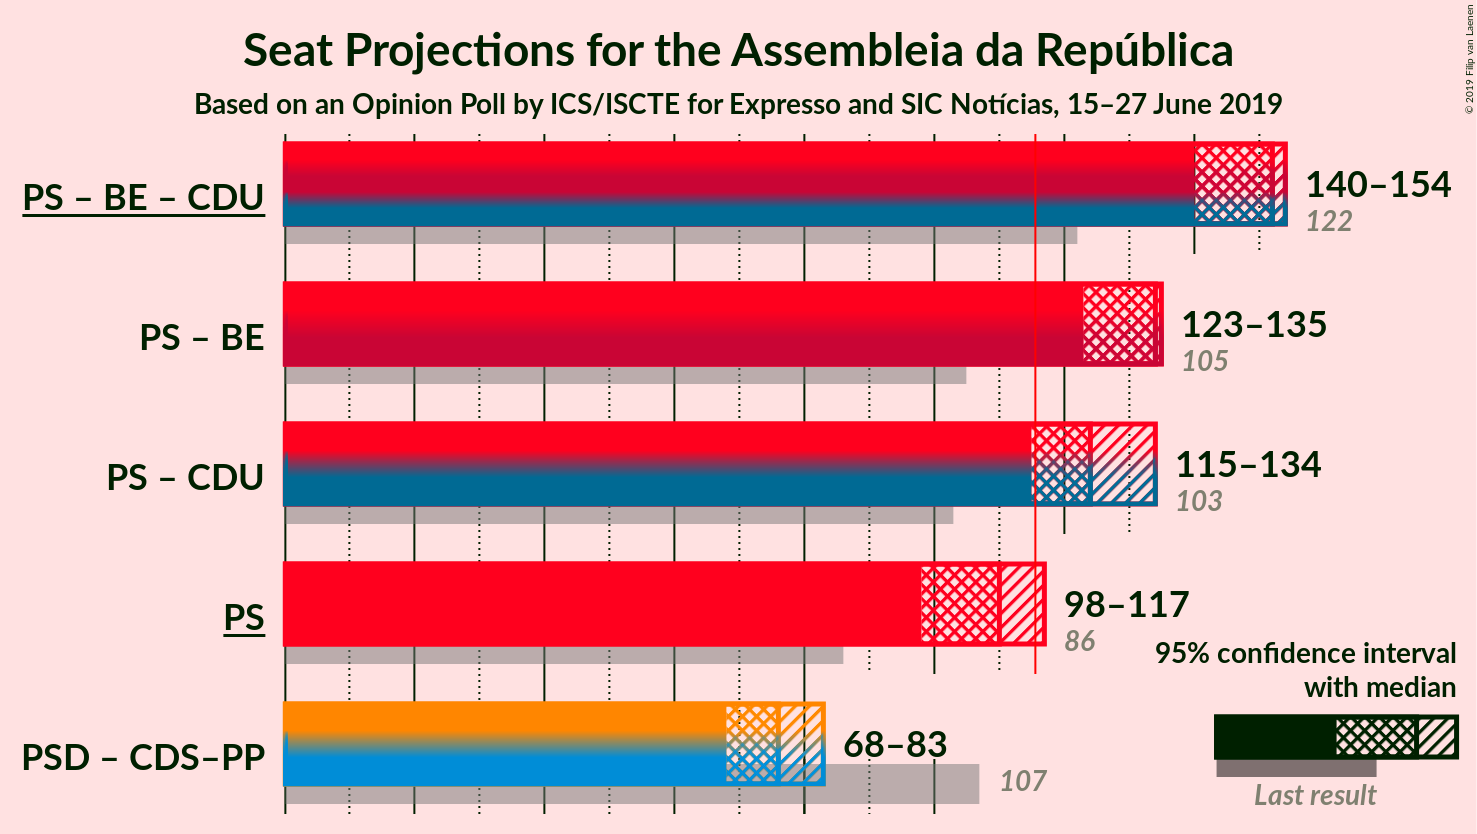 Seat Projections for the Assembleia da República
Based on an Opinion Poll by ICS/ISCTE for Expresso and SIC Notícias, 15–27 June 2019
© 2019 Filip van Laenen
PS – BE – CDU
140–154
122
PS – BE
123–135
105
PS – CDU
115–134
103
PS
98–117
86
PSD – CDS–PP
68–83
107
95% confidence interval
with median
Last result